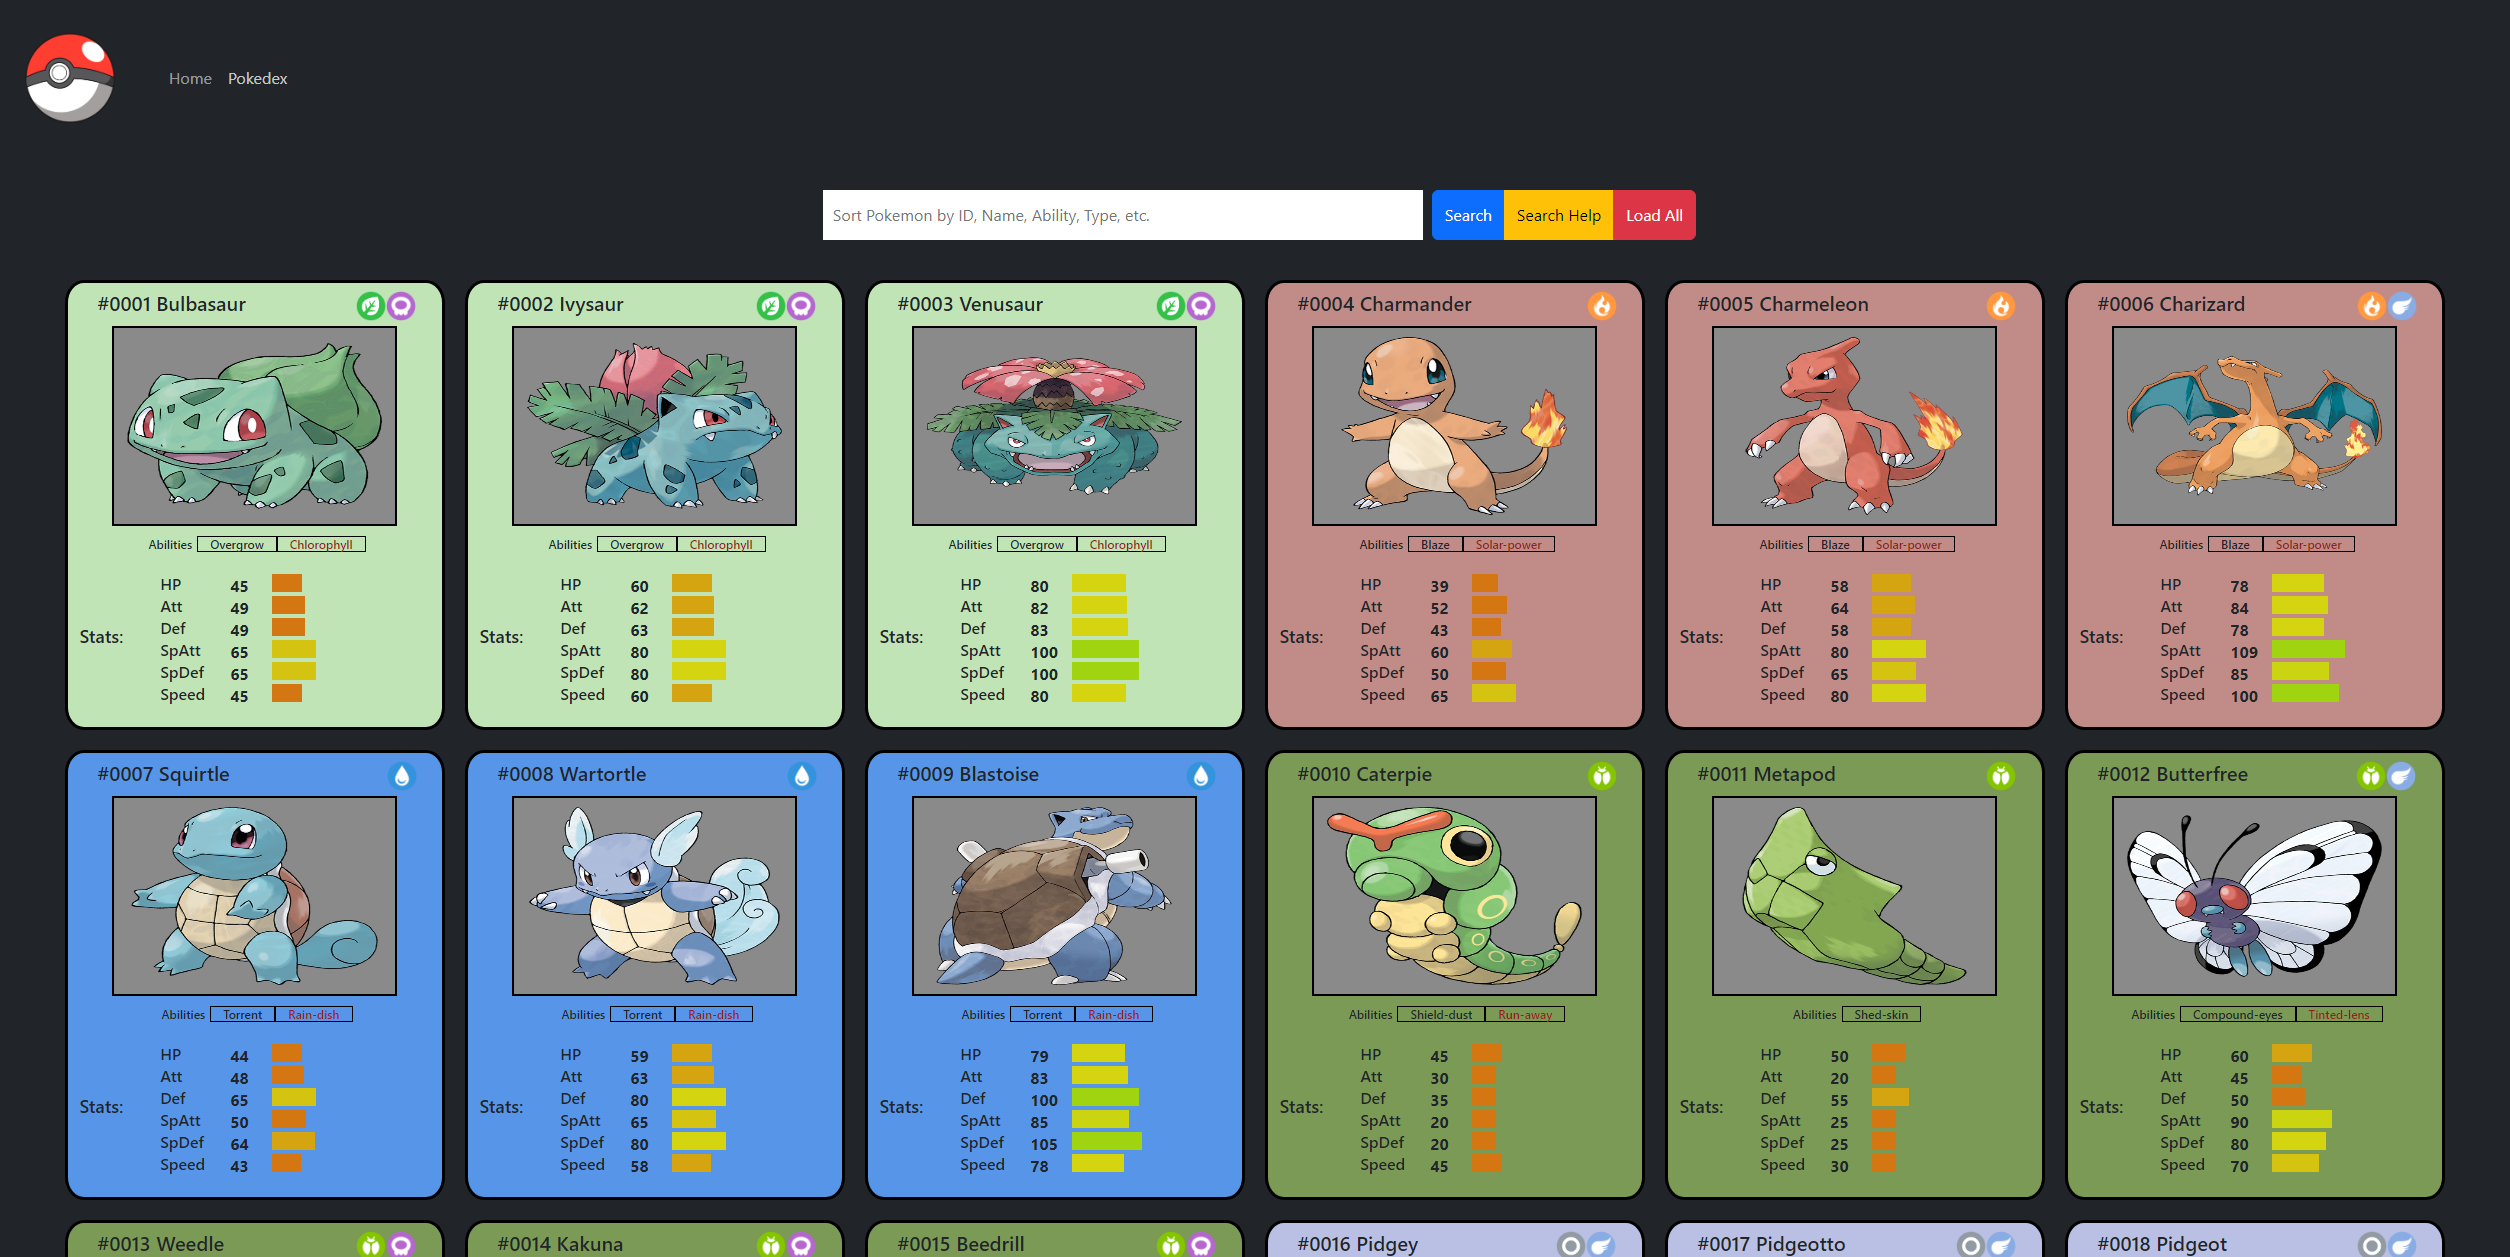 Home Pokedex
Sort Pokemon by ID, Name, Ability, Type, etc. Search Search Help Load All
#0001 Bulbasaur
Abilities Overgrow Chlorophyll
Stats:
HP 45
Att 49
Def 49
SpAtt 65
SpDef 65
Speed 45
#0002 Ivysaur
Abilities Overgrow Chlorophyll
Stats:
HP 60
Att 62
Def 63
SpAtt 80
SpDef 80
Speed 60
#0003 Venusaur
Abilities Overgrow Chlorophyll
Stats:
HP 80
Att 82
Def 83
SpAtt 100
SpDef 100
Speed 80
#0004 Charmander
Abilities Blaze Solar-power
Stats:
HP 39
Att 52
Def 43
SpAtt 60
SpDef 50
Speed 65
#0005 Charmeleon
Abilities Blaze Solar-power
Stats:
HP 58
Att 64
Def 58
SpAtt 80
SpDef 65
Speed 80
#0006 Charizard
Abilities Blaze Solar-power
Stats:
HP 78
Att 84
Def 78
SpAtt 109
SpDef 85
Speed 100
#0007 Squirtle
Abilities Torrent Rain-dish
Stats:
HP 44
Att 48
Def 65
SpAtt 50
SpDef 64
Speed 43
#0008 Wartortle
Abilities Torrent Rain-dish
Stats:
HP 59
Att 63
Def 80
SpAtt 65
SpDef 80
Speed 58
#0009 Blastoise
Abilities Torrent Rain-dish
Stats:
HP 79
Att 83
Def 100
SpAtt 85
SpDef 105
Speed 78
#0010 Caterpie
Abilities Shield-dust Run-away
Stats:
HP 45
Att 30
Def 35
SpAtt 20
SpDef 20
Speed 45
#0011 Metapod
Abilities Shed-skin
Stats:
HP 50
Att 20
Def 55
SpAtt 25
SpDef 25
Speed 30
#0012 Butterfree
Abilities Compound-eyes Tinted-lens
Stats:
HP 60
Att 45
Def 50
SpAtt 90
SpDef 80
Speed 70
#0013 Weedle
#0014 Kakuna
#0015 Beedrill
#0016 Pidgey
#0017 Pidgeotto
#0018 Pidgeot